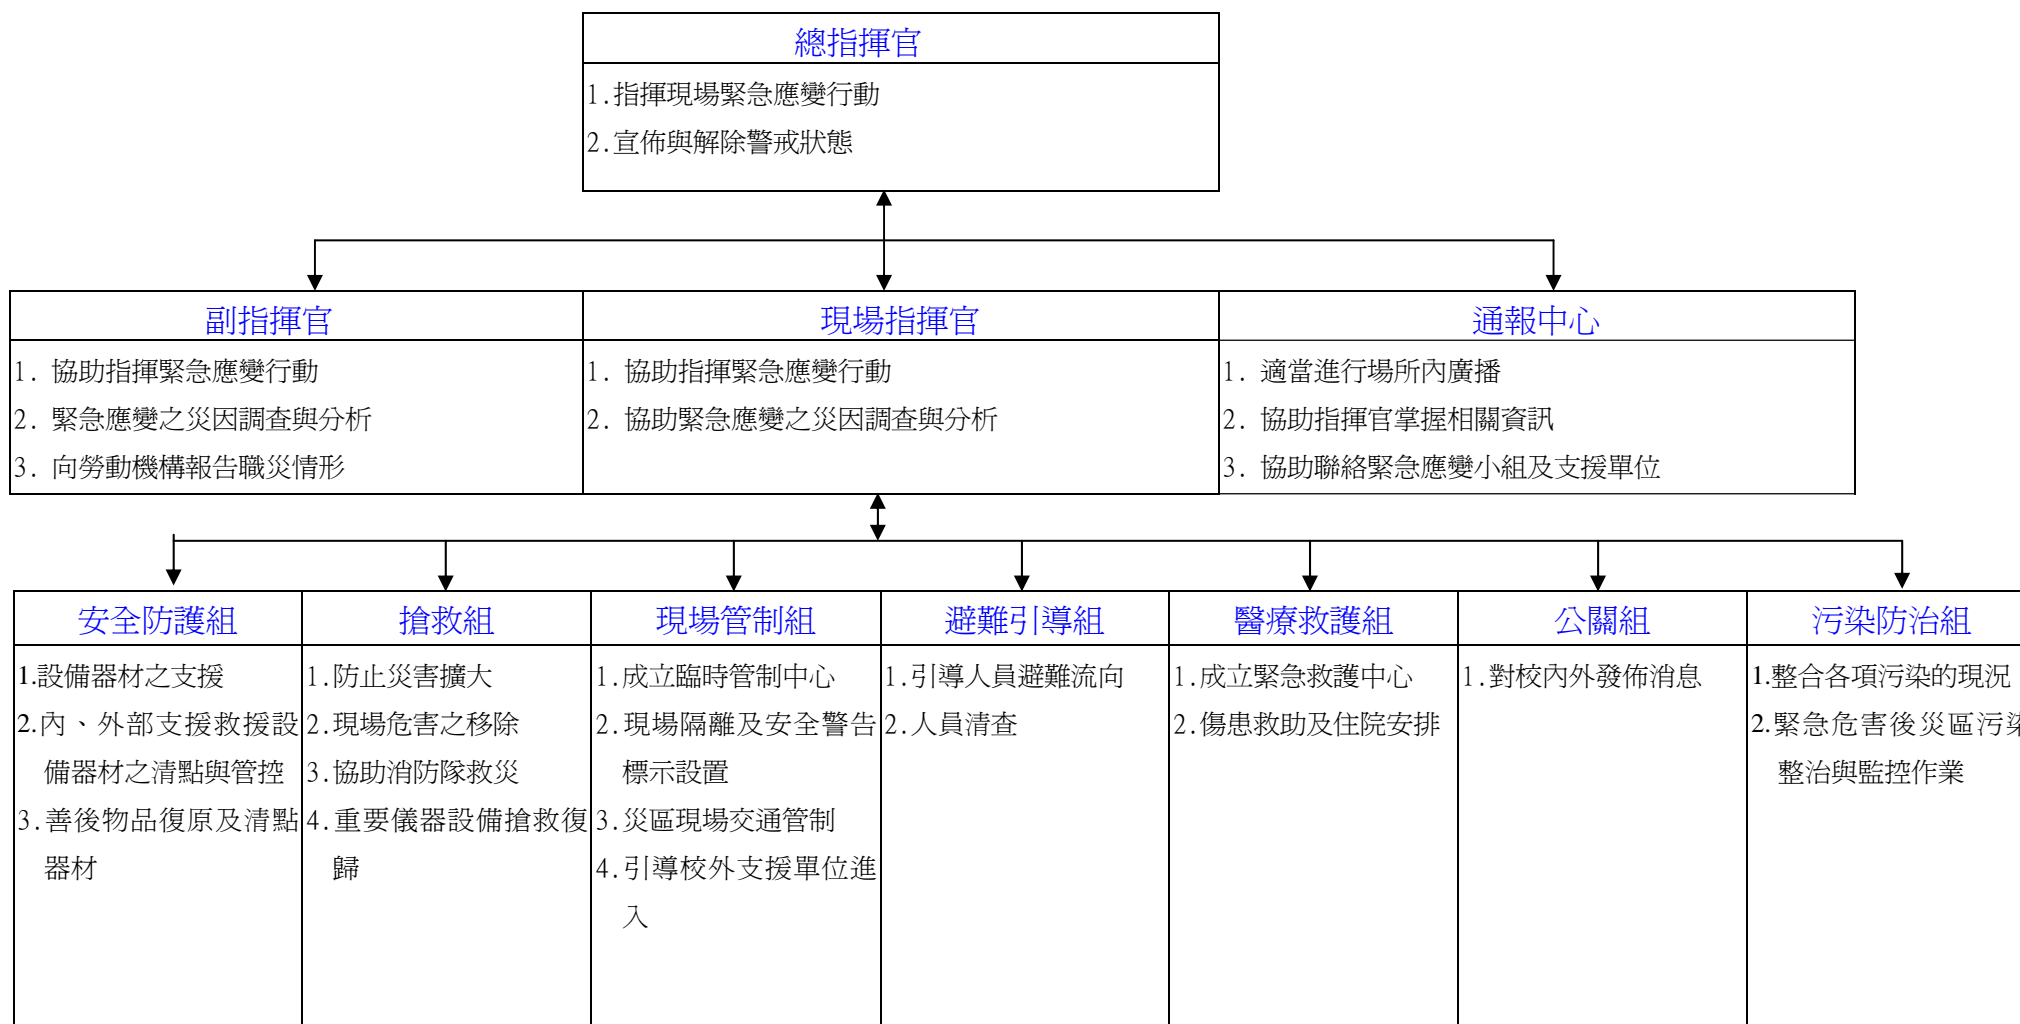 總指揮官
1.指揮現場緊急應變行動
2.宣佈與解除警戒狀態
副指揮官
1. 協助指揮緊急應變行動
2. 緊急應變之災因調查與分析
3. 向勞動機構報告職災情形
現場指揮官
1. 協助指揮緊急應變行動
2. 協助緊急應變之災因調查與分析
通報中心
1. 適當進行場所內廣播
2. 協助指揮官掌握相關資訊
3. 協助聯絡緊急應變小組及支援單位
安全防護組
1.設備器材之支援
2.內、外部支援救援設
備器材之清點與管控
3.善後物品復原及清點
器材
搶救組
1.防止災害擴大
2.現場危害之移除
3.協助消防隊救災
4.重要儀器設備搶救復
歸
現場管制組
1.成立臨時管制中心
2.現場隔離及安全警告
標示設置
3.災區現場交通管制
4.引導校外支援單位進
入
避難引導組
1.引導人員避難流向
2.人員清查
醫療救護組
1.成立緊急救護中心
2.傷患救助及住院安排
公關組
1.對校內外發佈消息
污染防治組
1.整合各項污染的現況
2.緊急危害後災區污染
整治與監控作業